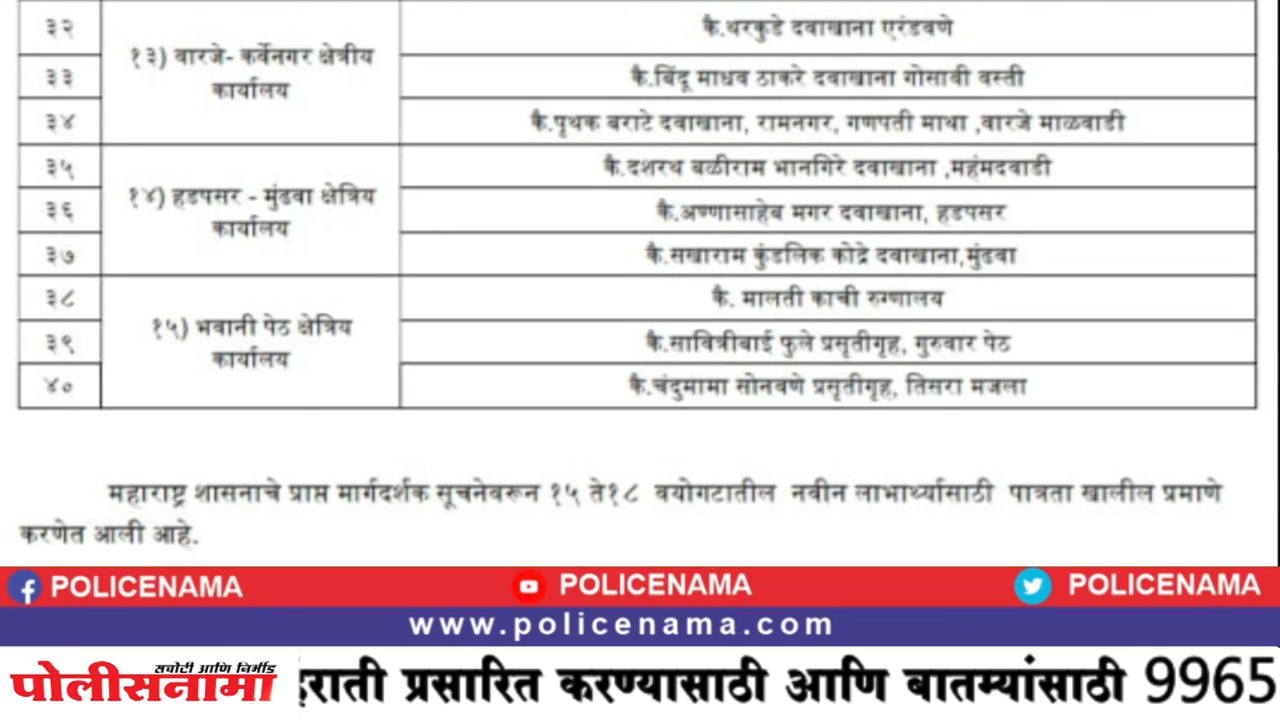 ३२ कै.थरकुडे दवाखाना एरंडवणे
१३) वारजे- कर्वेनगर क्षेत्रीय
कार्यालय
३३ कै.बिंदू माधव ठाकरे दवाखाना गोसावी वस्ती
३४ कै.पृथक बराटे दवाखाना, रामनगर, गणपती माथा ,वारजे माळवाडी
३५ कै.दशरथ बळीराम भानगिरे दवाखाना ,महंमदवाडी
१४) हडपसर - मुंढवा क्षेत्रिय
कार्यालय
३६ कै.अण्णासाहेब मगर दवाखाना, हडपसर
३७ कै.सखाराम कुंडलिक कोद्रे दवाखाना,मुंढवा
३८ कै. मालती काची रुग्णालय
१५) भवानी पेठ क्षेत्रिय
कार्यालय
३९ कै.सावित्रीबाई फुले प्रसृतीगृह, गुरुवार पेठ
४० कै.चंदुमामा सोनवणे प्रसृतीगृह, तिसरा मजला
महाराष्ट्र शासनाचे प्राप्त मार्गदर्शक सूचनेवरून १५ ते१८ वयोगटातील नवीन लाभार्थ्यासाठी पात्रता खालील प्रमाणे
करणेत आली आहे.
POLICENAMA POLICENAMA POLICENAMA
www.policenama.com
सचोटी आणि निर्भीड
पोलीसनामा
हिराती प्रसारित करण्यासाठी आणि बातम्यांसाठी 9965